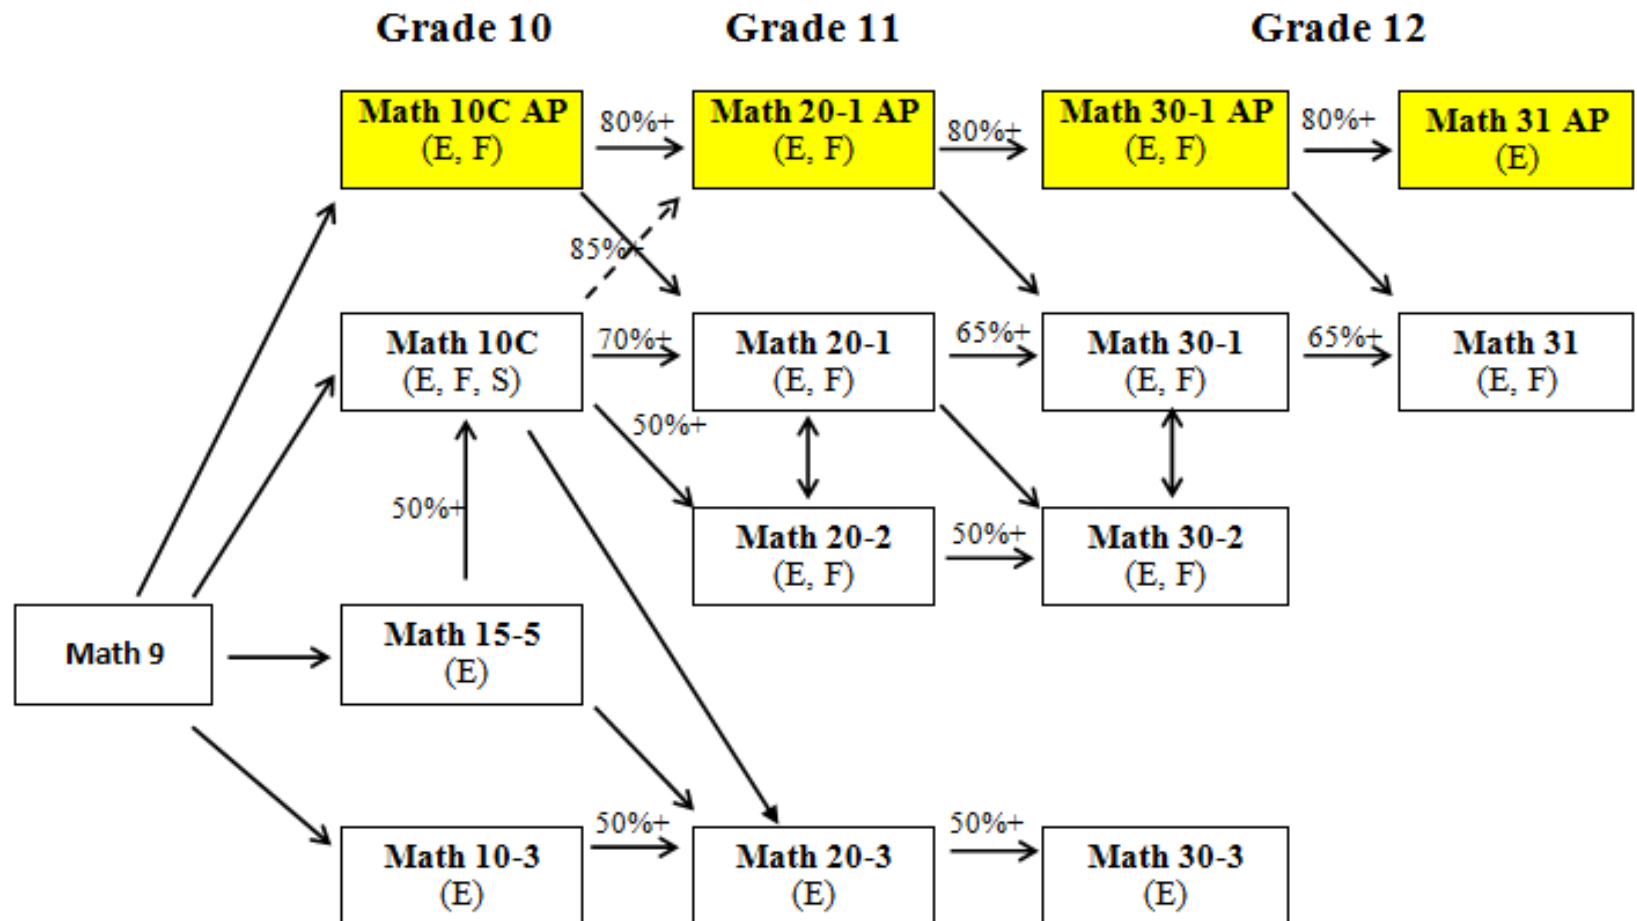 Grade 10
Grade 11
Grade 12
Math 10C AP
(E, F)
80%+
Math 20-1 AP
(E, F)
80%+
Math 30-1 AP
(E, F)
80%+
Math 31 AP
(E)
85%+
Math 10C
(E, F, S)
70%+
Math 20-1
(E, F)
65%+
Math 30-1
(E, F)
65%+
Math 31
(E, F)
50%+
50%+
Math 20-2
(E, F)
50%+
Math 30-2
(E, F)
Math 9
Math 15-5
(E)
Math 10-3
(E)
50%+
Math 20-3
(E)
50%+
Math 30-3
(E)